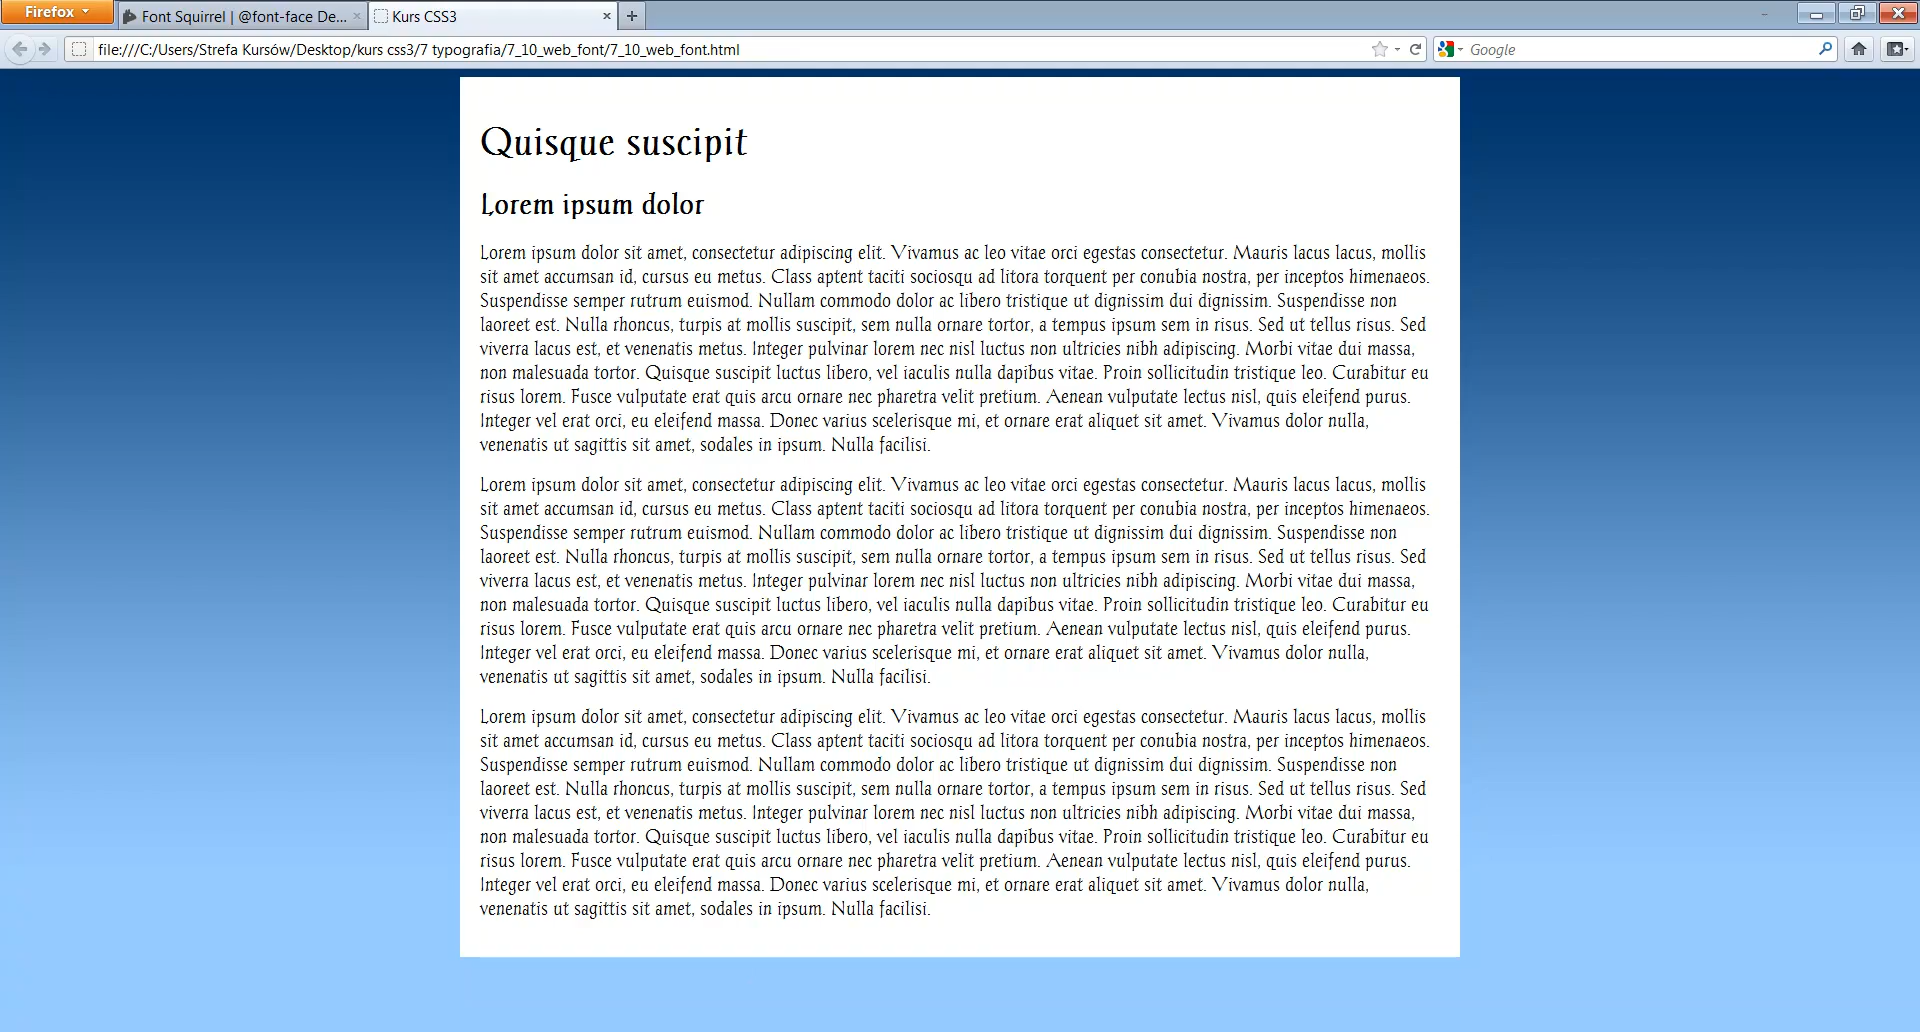 Firefox
Font Squirrel | @font-face De...
Kurs CSS3
file:///C:/Users/Strefa Kursów/Desktop/kurs css3/7 typografia/7_10_web_font/7_10_web_font.html
Google
Quisque suscipit
Lorem ipsum dolor
Lorem ipsum dolor sit amet, consectetur adipiscing elit. Vivamus ac leo vitae orci egestas consectetur. Mauris lacus lacus, mollis
sit amet accumsan id, cursus eu metus. Class aptent taciti sociosqu ad litora torquent per conubia nostra, per inceptos himenaeos.
Suspendisse semper rutrum euismod. Nullam commodo dolor ac libero tristique ut dignissim dui dignissim. Suspendisse non
laoreet est. Nulla rhoncus, turpis at mollis suscipit, sem nulla ornare tortor, a tempus ipsum sem in risus. Sed ut tellus risus. Sed
viverra lacus est, et venenatis metus. Integer pulvinar lorem nec nisl luctus non ultricies nibh adipiscing. Morbi vitae dui massa,
non malesuada tortor. Quisque suscipit luctus libero, vel iaculis nulla dapibus vitae. Proin sollicitudin tristique leo. Curabitur eu
risus lorem. Fusce vulputate erat quis arcu ornare nec pharetra velit pretium. Aenean vulputate lectus nisl, quis eleifend purus.
Integer vel erat orci, eu eleifend massa. Donec varius scelerisque mi, et ornare erat aliquet sit amet. Vivamus dolor nulla,
venenatis ut sagittis sit amet, sodales in ipsum. Nulla facilisi.
Lorem ipsum dolor sit amet, consectetur adipiscing elit. Vivamus ac leo vitae orci egestas consectetur. Mauris lacus lacus, mollis
sit amet accumsan id, cursus eu metus. Class aptent taciti sociosqu ad litora torquent per conubia nostra, per inceptos himenaeos.
Suspendisse semper rutrum euismod. Nullam commodo dolor ac libero tristique ut dignissim dui dignissim. Suspendisse non
laoreet est. Nulla rhoncus, turpis at mollis suscipit, sem nulla ornare tortor, a tempus ipsum sem in risus. Sed ut tellus risus. Sed
viverra lacus est, et venenatis metus. Integer pulvinar lorem nec nisl luctus non ultricies nibh adipiscing. Morbi vitae dui massa,
non malesuada tortor. Quisque suscipit luctus libero, vel iaculis nulla dapibus vitae. Proin sollicitudin tristique leo. Curabitur eu
risus lorem. Fusce vulputate erat quis arcu ornare nec pharetra velit pretium. Aenean vulputate lectus nisl, quis eleifend purus.
Integer vel erat orci, eu eleifend massa. Donec varius scelerisque mi, et ornare erat aliquet sit amet. Vivamus dolor nulla,
venenatis ut sagittis sit amet, sodales in ipsum. Nulla facilisi.
Lorem ipsum dolor sit amet, consectetur adipiscing elit. Vivamus ac leo vitae orci egestas consectetur. Mauris lacus lacus, mollis
sit amet accumsan id, cursus eu metus. Class aptent taciti sociosqu ad litora torquent per conubia nostra, per inceptos himenaeos.
Suspendisse semper rutrum euismod. Nullam commodo dolor ac libero tristique ut dignissim dui dignissim. Suspendisse non
laoreet est. Nulla rhoncus, turpis at mollis suscipit, sem nulla ornare tortor, a tempus ipsum sem in risus. Sed ut tellus risus. Sed
viverra lacus est, et venenatis metus. Integer pulvinar lorem nec nisl luctus non ultricies nibh adipiscing. Morbi vitae dui massa,
non malesuada tortor. Quisque suscipit luctus libero, vel iaculis nulla dapibus vitae. Proin sollicitudin tristique leo. Curabitur eu
risus lorem. Fusce vulputate erat quis arcu ornare nec pharetra velit pretium. Aenean vulputate lectus nisl, quis eleifend purus.
Integer vel erat orci, eu eleifend massa. Donec varius scelerisque mi, et ornare erat aliquet sit amet. Vivamus dolor nulla,
venenatis ut sagittis sit amet, sodales in ipsum. Nulla facilisi.